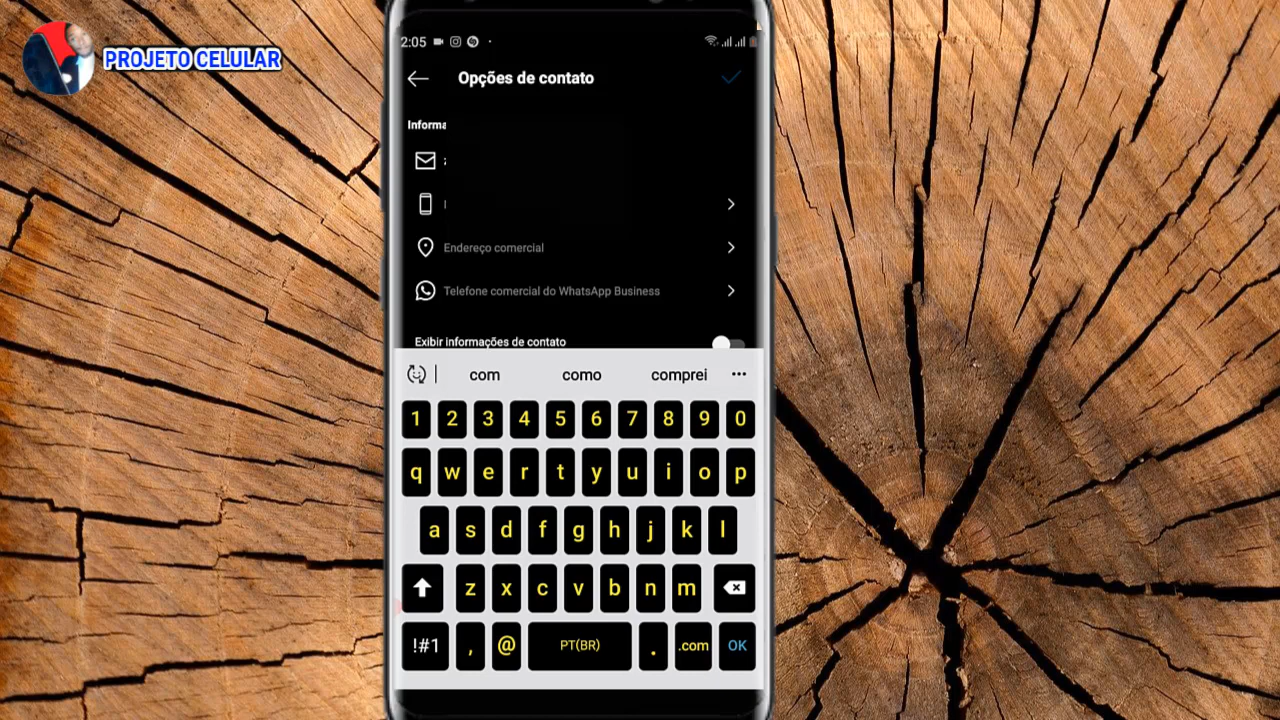 PROJETO CELULAR
2:05
Opções de contato
Informa
Endereço comercial
Telefone comercial do WhatsApp Business
Exibir informações de contato
com como comprei
1 2 3 4 5 6 7 8 9 0
q w e r t y u i o p
a s d f g h j k l
z x c v b n m
!#1 , @ PT(BR) . .com OK